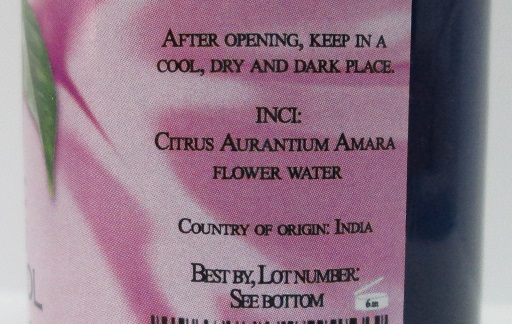 AFTER OPENING, KEEP IN A
COOL, DRY AND DARK PLACE.
INCI:
CITRUS AURANTIUM AMARA
FLOWER WATER
COUNTRY OF ORIGIN: INDIA
BEST BY, LOT NUMBER:
SEE BOTTOM
6m